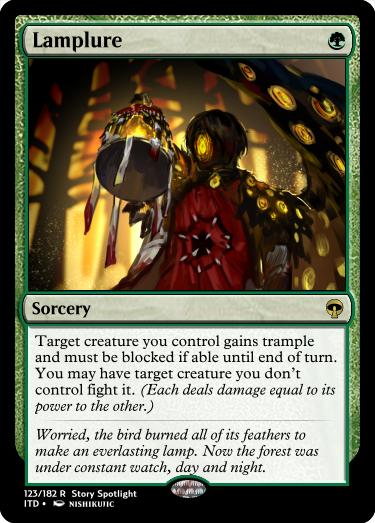 Lamplure
Sorcery
Target creature you control gains trample
and must be blocked if able until end of turn.
You may have target creature you don't
control fight it. (Each deals damage equal to its
power to the other.)
Worried, the bird burned all of its feathers to
make an everlasting lamp. Now the forest was
under constant watch, day and night.
123/182 R Story Spotlight
ITD • NISHIKUJIC